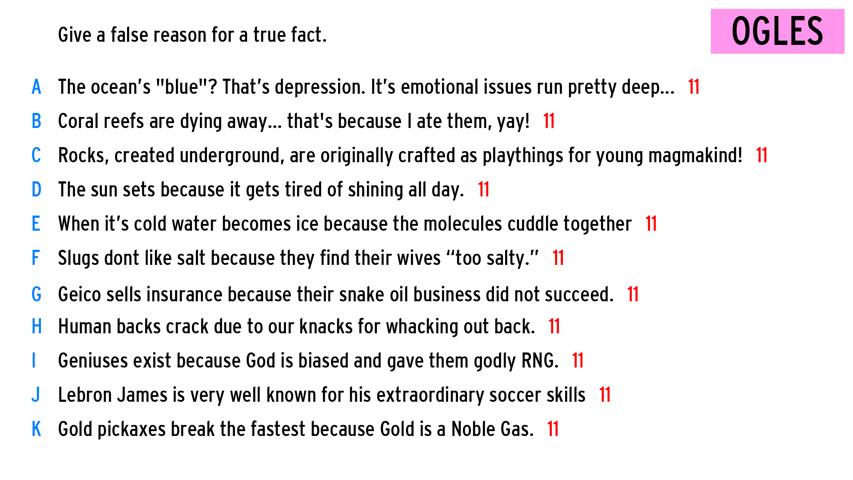 Give a false reason for a true fact.
OGLES
A The ocean's "blue"? That's depression. It's emotional issues run pretty deep... 11
B Coral reefs are dying away... that's because I ate them, yay! 11
C Rocks, created underground, are originally crafted as playthings for young magmakind! 11
D The sun sets because it gets tired of shining all day. 11
E When it's cold water becomes ice because the molecules cuddle together 11
F Slugs dont like salt because they find their wives “too salty.” 11
G Geico sells insurance because their snake oil business did not succeed. 11
H Human backs crack due to our knacks for whacking out back. 11
I Geniuses exist because God is biased and gave them godly RNG. 11
J Lebron James is very well known for his extraordinary soccer skills 11
K Gold pickaxes break the fastest because Gold is a Noble Gas. 11